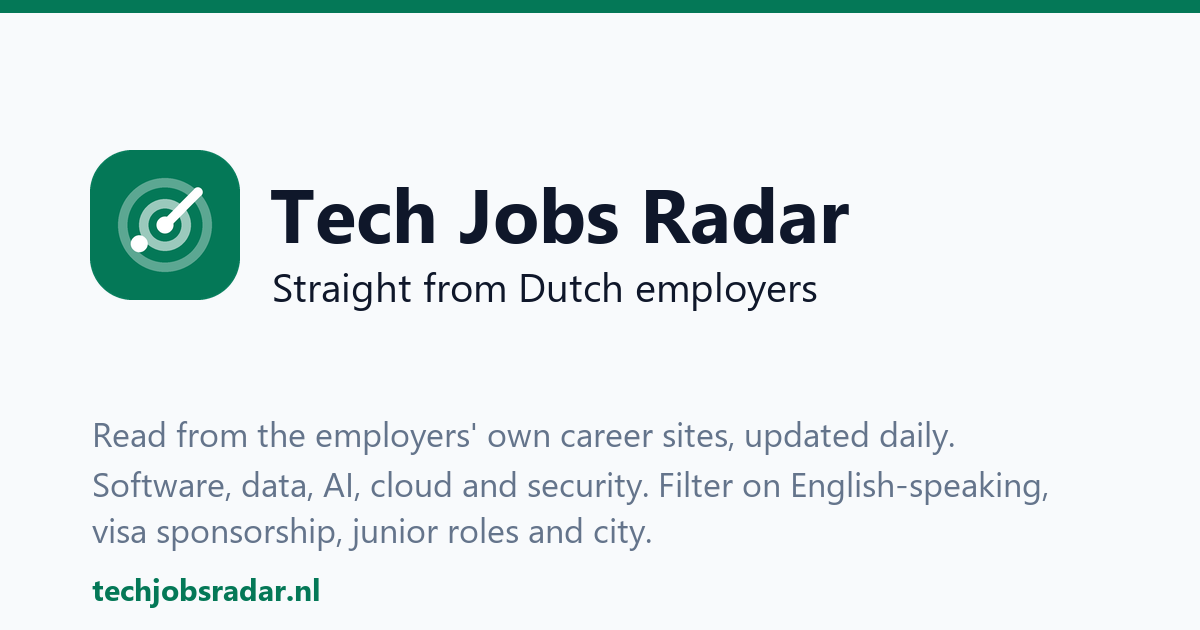 Tech Jobs Radar
Straight from Dutch employers
Read from the employers' own career sites, updated daily.
Software, data, AI, cloud and security. Filter on English-speaking,
visa sponsorship, junior roles and city.
techjobsradar.nl